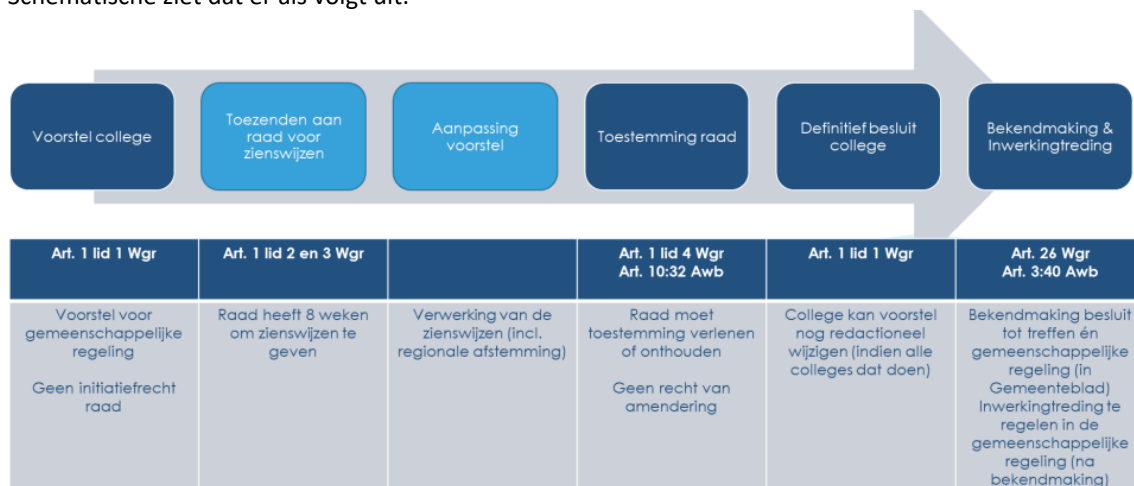 Schematische ziet dat er als volgt uit:
Voorstel college
Toezenden aan
raad voor
zienswijzen
Aanpassing
voorstel
Toestemming raad
Definitief besluit
college
Bekendmaking &
Inwerkingtreding
Art. 1 lid 1 Wgr
Art. 1 lid 2 en 3 Wgr
Art. 1 lid 4 Wgr
Art. 10:32 Awb
Art. 1 lid 1 Wgr
Art. 26 Wgr
Art. 3:40 Awb
Voorstel voor
gemeenschappelijke
regeling
Geen initiatiefrecht
raad
Raad heeft 8 weken
om zienswijzen te
geven
Verwerking van de
zienswijzen (incl.
regionale afstemming)
Raad moet
toestemming verlenen
of onthouden
Geen recht van
amendering
College kan voorstel
nog redactioneel
wijzigen (indien alle
colleges dat doen)
Bekendmaking besluit
tot treffen én
gemeenschappelijke
regeling (in
Gemeenteblad)
Inwerkingtreding te
regelen in de
gemeenschappelijke
regeling (na
bekendmaking)